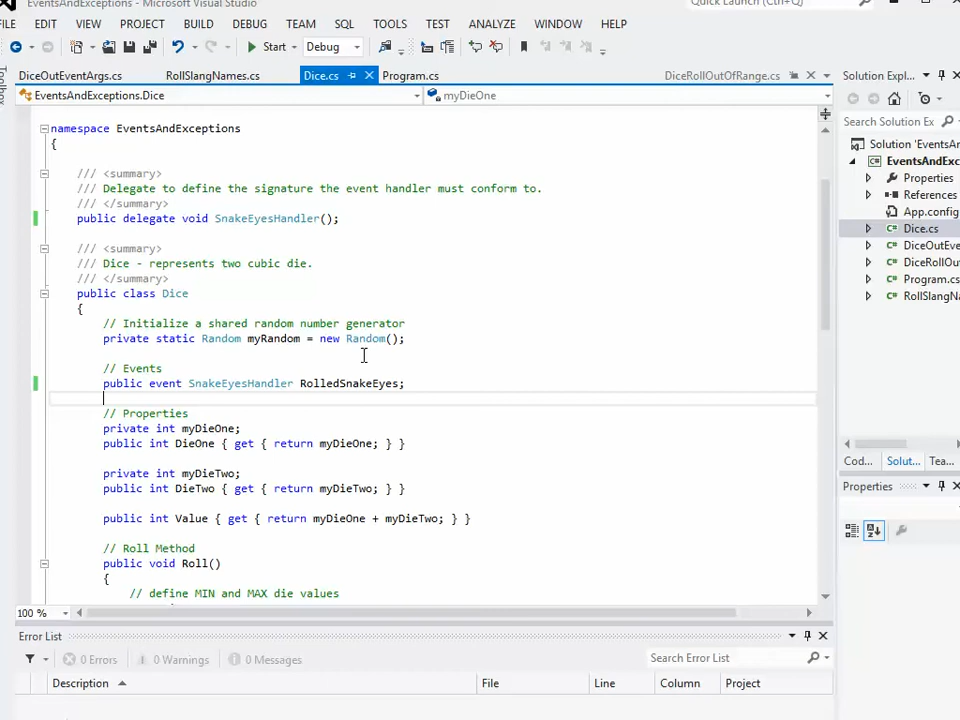 EventsAndExceptions - Microsoft Visual Studio
Quick Launch (Ctrl+Q)
FILE EDIT VIEW PROJECT BUILD DEBUG TEAM SQL TOOLS TEST ANALYZE WINDOW HELP
Start Debug
Toolbox
DiceOutEventArgs.cs RollSlangNames.cs Dice.cs Program.cs DiceRollOutOfRange.cs
EventsAndExceptions.Dice myDieOne
namespace EventsAndExceptions
{
/// <summary>
/// Delegate to define the signature the event handler must conform to.
/// </summary>
public delegate void SnakeEyesHandler();
/// <summary>
/// Dice - represents two cubic die.
/// </summary>
public class Dice
{
// Initialize a shared random number generator
private static Random myRandom = new Random();
// Events
public event SnakeEyesHandler RolledSnakeEyes;
// Properties
private int myDieOne;
public int DieOne { get { return myDieOne; } }
private int myDieTwo;
public int DieTwo { get { return myDieTwo; } }
public int Value { get { return myDieOne + myDieTwo; } }
// Roll Method
public void Roll()
{
// define MIN and MAX die values
100 %
Error List
0 Errors 0 Warnings 0 Messages
Search Error List
Description File Line Column Project
Solution Expl...
Search Solution Ex
Solution 'EventsAr
EventsAndExc
Properties
References
App.config
Dice.cs
DiceOutEve
DiceRollOut
Program.cs
RollSlangN
Cod... Solut... Tea...
Properties